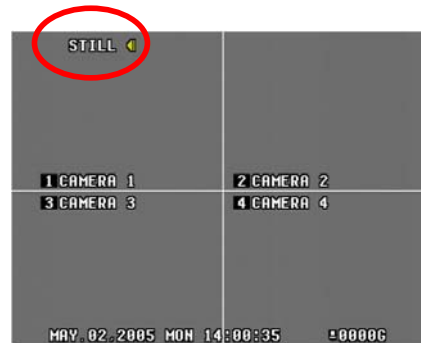 STILL
1 CAMERA 1
2 CAMERA 2
3 CAMERA 3
4 CAMERA 4
MAY.02.2005 MON 14:00:35 0000G